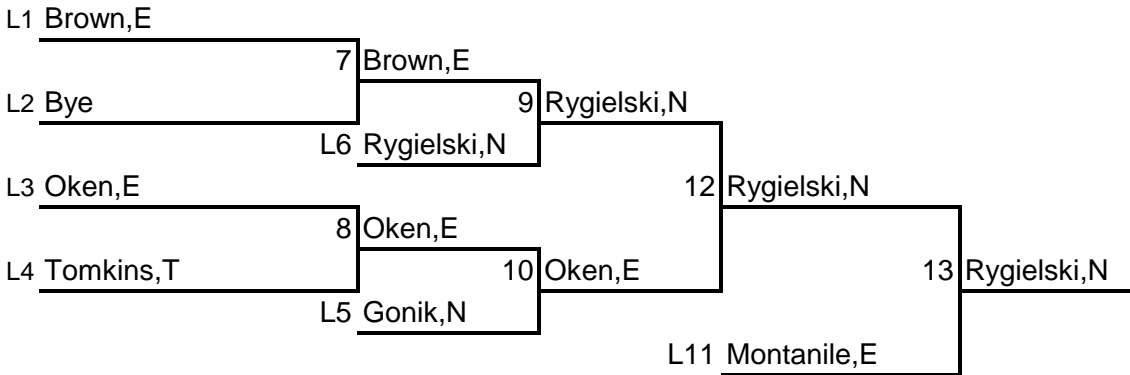 L1 Brown,E
7 Brown,E
L2 Bye
9 Rygielski,N
L6 Rygielski,N
L3 Oken,E
12 Rygielski,N
8 Oken,E
L4 Tomkins,T
10 Oken,E
13 Rygielski,N
L5 Gonik,N
L11 Montanile,E